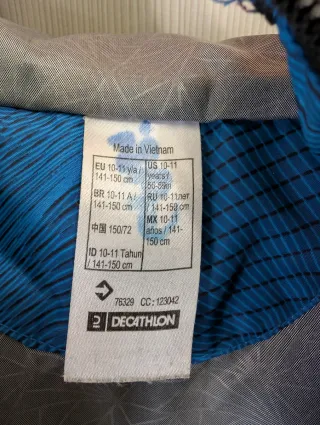 Made in Vietnam
EU 10-11 y/a /
141-150 cm
BR 10-11 A /
141-150 cm
中国 150/72
ID 10-11 Tahun
/ 141-150 cm
US 10-11
years /
RU 10-11лет
/ 141-150 cm
MX 10-11
años / 141-
150 cm
76329 CC: 123042
DECATHLON